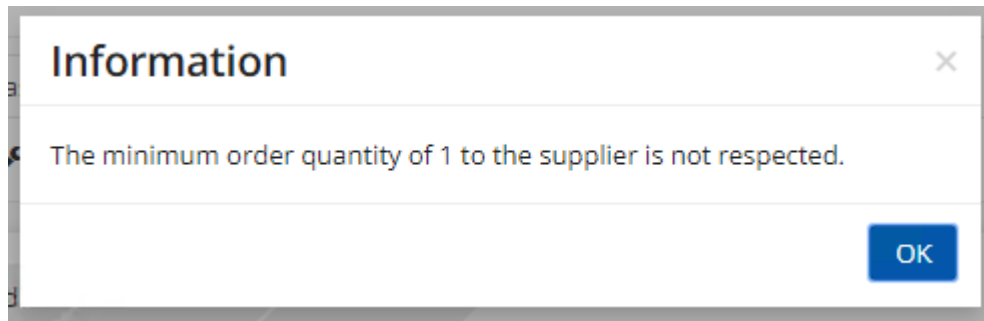 Information
The minimum order quantity of 1 to the supplier is not respected.
OK